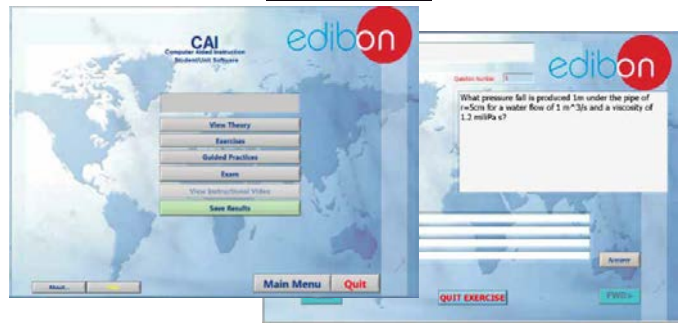 CAI
Computer Aided Instruction
Student/Unit Software
edibon
View Theory
Exercises
Guided Practices
Exam
View Instructional Video
Save Results
About...
Main Menu
Quit
edibon
Question Number
What pressure fall is produced 1m under the pipe of
r=5cm for a water flow of 1 m^3/s and a viscosity of
1.2 miliPa s?
Answer
QUIT EXERCISE